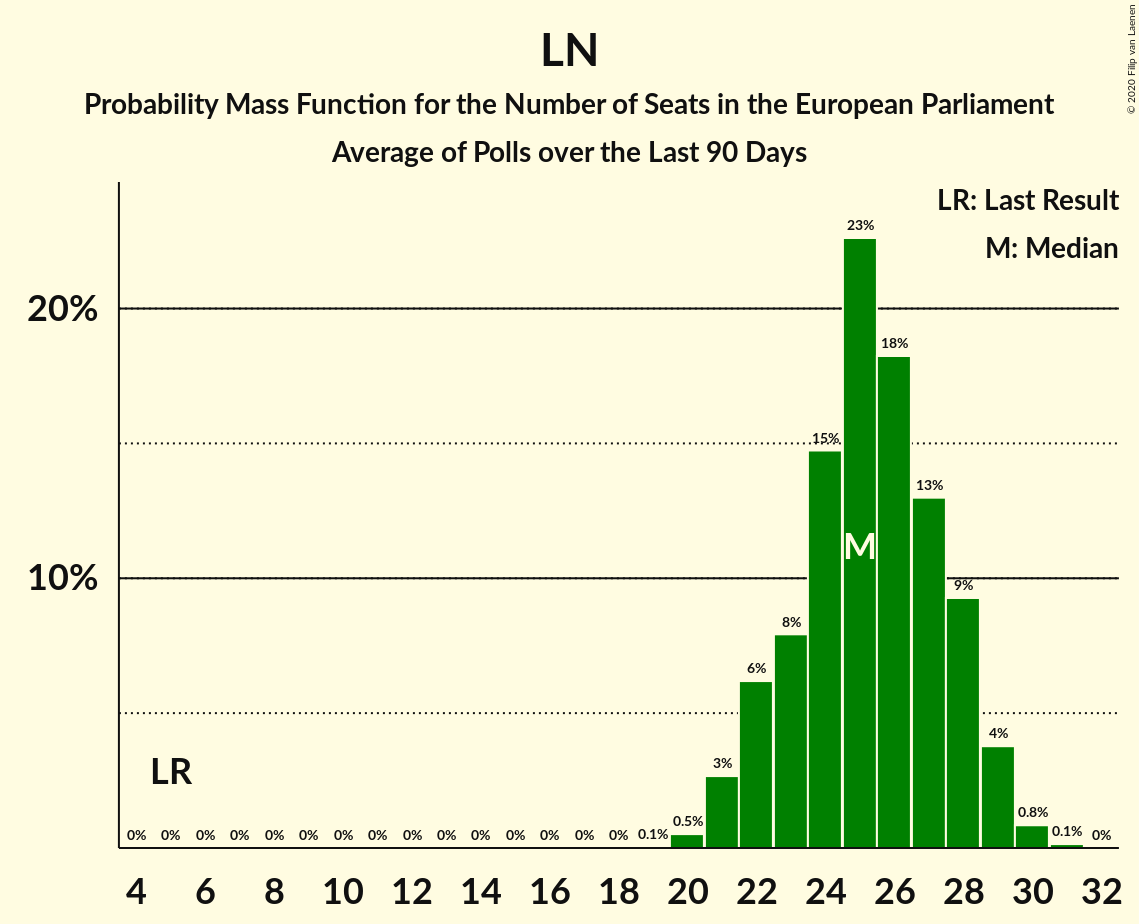 LN
Probability Mass Function for the Number of Seats in the European Parliament
Average of Polls over the Last 90 Days
© 2020 Filip van Laenen
LR: Last Result
M: Median
20%
10%
23%
18%
15%
13%
9%
8%
6%
4%
3%
0.8%
0.5%
M
LR
0% 0% 0% 0% 0% 0% 0% 0% 0% 0% 0% 0% 0% 0% 0% 0.1% 0.1% 0%
4 6 8 10 12 14 16 18 20 22 24 26 28 30 32